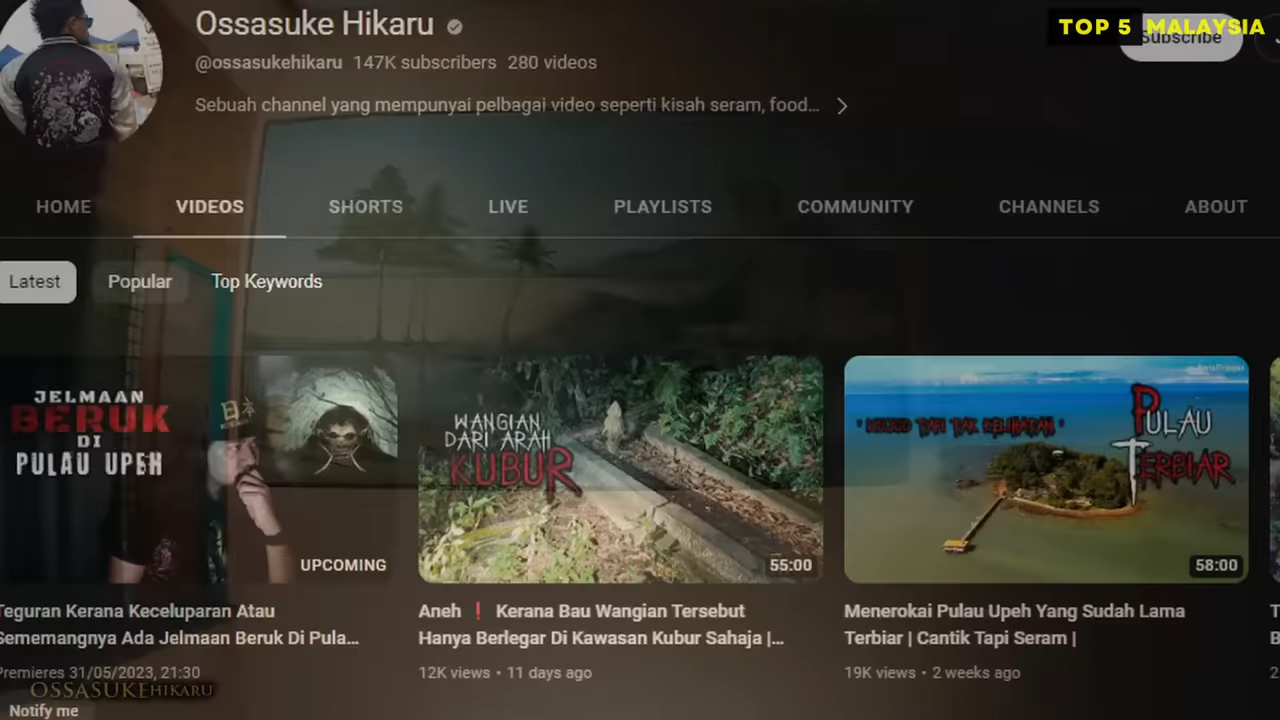 TOP 5 MALAYSIA
Ossasuke Hikaru
Subscribe
@ossasukehikaru 147K subscribers 280 videos
Sebuah channel yang mempunyai pelbagai video seperti kisah seram, food...
HOME VIDEOS SHORTS LIVE PLAYLISTS COMMUNITY CHANNELS ABOUT
Latest Popular Top Keywords
JELMAAN
BERUK
DI
PULAU UPEH
日本
UPCOMING
WANGIAN
DARI ARAH
KUBUR
55:00
PULAU
TERBIAR
58:00
Teguran Kerana Keceluparan Atau
Sememangnya Ada Jelmaan Beruk Di Pula...
Premieres 31/05/2023, 21:30
Notify me
Aneh ❗ Kerana Bau Wangian Tersebut
Hanya Berlegar Di Kawasan Kubur Sahaja |...
12K views • 11 days ago
Menerokai Pulau Upeh Yang Sudah Lama
Terbiar | Cantik Tapi Seram |
19K views • 2 weeks ago
OSSASUKE HIKARU